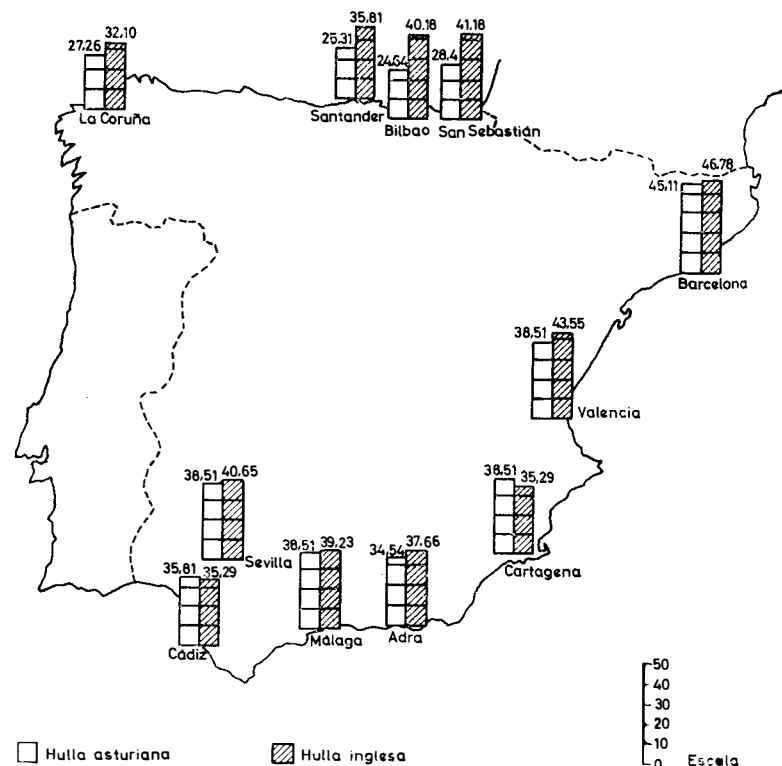 35,81
40,18
41,18
27,26
32,10
25,31
24,64
28,4
La Coruña
Santander
Bilbao
San Sebastián
46,78
45,11
Barcelona
43,55
38,51
Valencia
38,51
35,29
Cartagena
38,51
40,65
Sevilla
38,51
39,23
Málaga
34,54
37,66
Adra
35,81
35,29
Cádiz
50
40
30
20
10
0
Escala
Hulla asturiana
Hulla inglesa